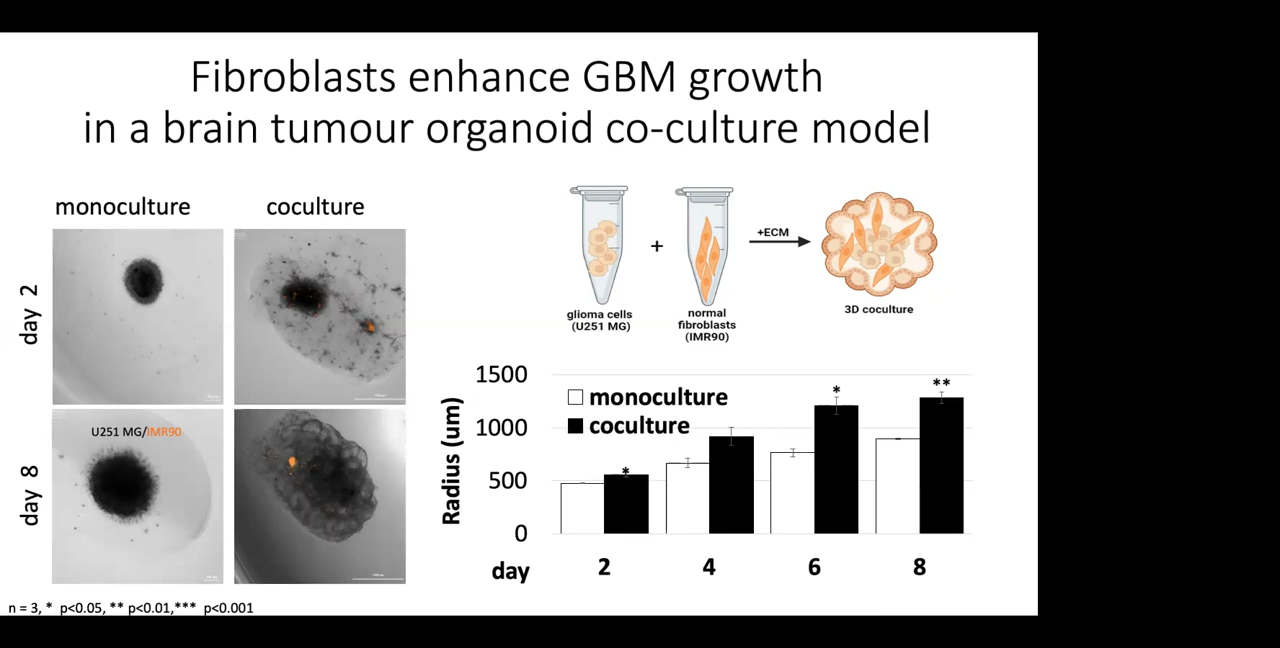 Fibroblasts enhance GBM growth
in a brain tumour organoid co-culture model
monoculture
coculture
day 2
day 8
U251 MG/IMR90
+
+ECM
glioma cells
(U251 MG)
normal
fibroblasts
(IMR90)
3D coculture
Radius (um)
1500
1000
500
0
monoculture
coculture
*
*
**
day
2
4
6
8
n = 3, * p<0.05, ** p<0.01,*** p<0.001